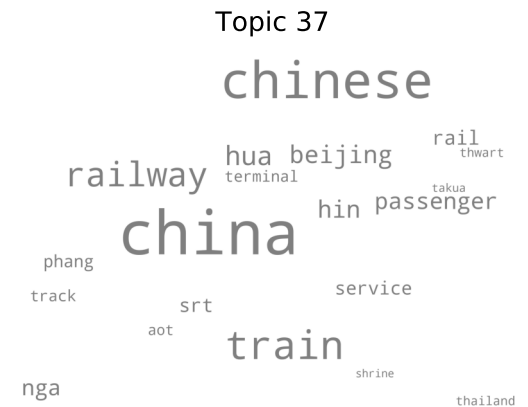 Topic 37
chinese
rail
thwart
hua beijing
terminal
railway
takua
hin passenger
china
phang
service
track
srt
aot
train
shrine
nga
thailand